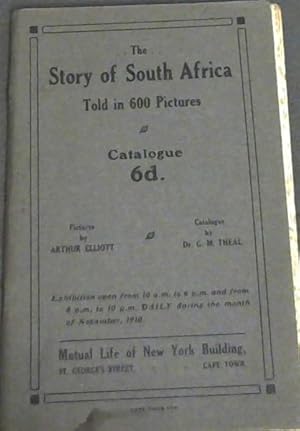 The
Story of South Africa
Told in 600 Pictures
Catalogue
6d.
Pictures
by
ARTHUR ELLIOTT
Catalogue
by
Dr. G. M. THEAL
Exhibition open from 10 a.m. to 6 p.m. and from
8 p.m. to 10 p.m. DAILY during the month
of November, 1910.
Mutual Life of New York Building,
ST. GEORGE'S STREET, CAPE TOWN.